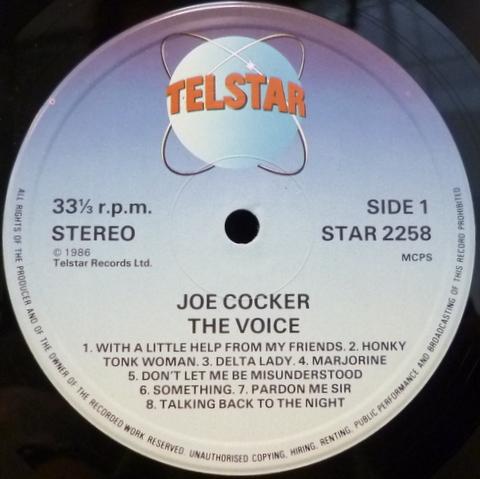 TELSTAR
33⅓ r.p.m.
SIDE 1
STEREO
STAR 2258
© 1986
Telstar Records Ltd.
MCPS
JOE COCKER
THE VOICE
1. WITH A LITTLE HELP FROM MY FRIENDS. 2. HONKY
TONK WOMAN. 3. DELTA LADY. 4. MARJORINE
5. DON'T LET ME BE MISUNDERSTOOD
6. SOMETHING. 7. PARDON ME SIR
8. TALKING BACK TO THE NIGHT
ALL RIGHTS OF THE PRODUCER AND OF THE OWNER OF THE RECORDED WORK RESERVED. UNAUTHORISED COPYING, HIRING, RENTING, PUBLIC PERFORMANCE AND BROADCASTING OF THIS RECORD PROHIBITED